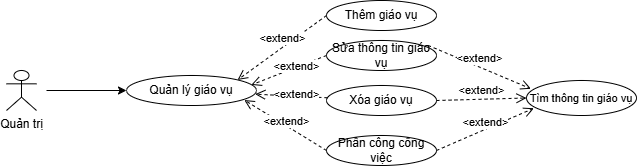 Thêm giáo vụ
<extend>
Sửa thông tin giáo
vụ
<extend>
<extend>
Quản lý giáo vụ
<extend>
Xóa giáo vụ
<extend>
Tìm thông tin giáo vụ
Quản trị
<extend>
<extend>
Phân công công
việc